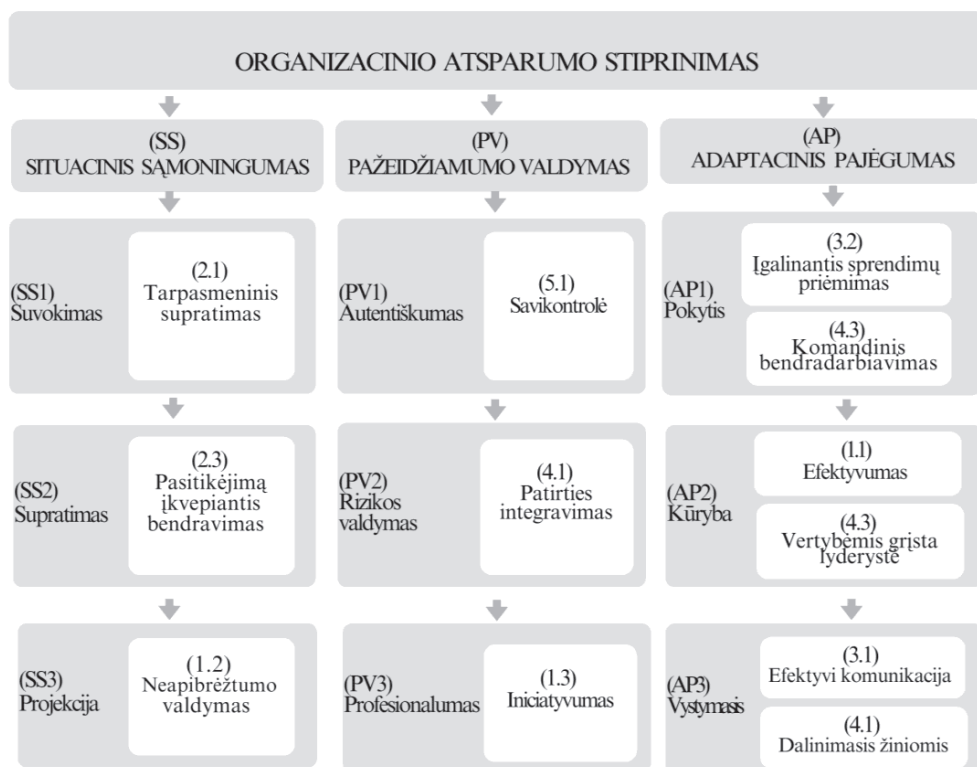 ORGANIZACINIO ATSPARUMO STIPRINIMAS
(SS)
SITUACINIS SĄMONINGUMAS
(PV)
PAŽEIDŽIAMUMO VALDYMAS
(AP)
ADAPTACINIS PAJĖGUMAS
(SS1)
Suvokimas
(2.1)
Tarpasmeninis
supratimas
(PV1)
Autentiškumas
(5.1)
Savikontrolė
(AP1)
Pokytis
(3.2)
Įgalinantis sprendimų
priėmimas
(4.3)
Komandinis
bendradarbiavimas
(SS2)
Supratimas
(2.3)
Pasitikėjimą
įkvepiantis
bendravimas
(PV2)
Rizikos
valdymas
(4.1)
Patirties
integravimas
(AP2)
Kūryba
(1.1)
Efektyvumas
(4.3)
Vertybėmis grįsta
lyderystė
(SS3)
Projekcija
(1.2)
Neapibrėžtumo
valdymas
(PV3)
Profesionalumas
(1.3)
Iniciatyvumas
(AP3)
Vystymasis
(3.1)
Efektyvi komunikacija
(4.1)
Dalinimasis žiniomis